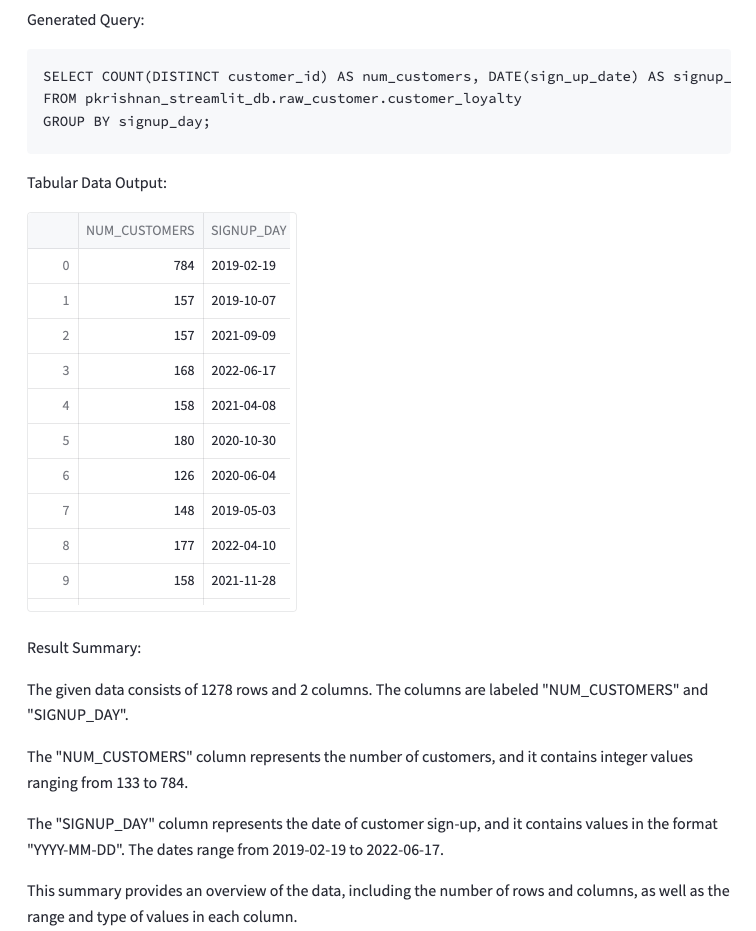 Generated Query:
SELECT COUNT(DISTINCT customer_id) AS num_customers, DATE(sign_up_date) AS signup_
FROM pkrishnan_streamlit_db.raw_customer.customer_loyalty
GROUP BY signup_day;
Tabular Data Output:
NUM_CUSTOMERS SIGNUP_DAY
0 784 2019-02-19
1 157 2019-10-07
2 157 2021-09-09
3 168 2022-06-17
4 158 2021-04-08
5 180 2020-10-30
6 126 2020-06-04
7 148 2019-05-03
8 177 2022-04-10
9 158 2021-11-28
Result Summary:
The given data consists of 1278 rows and 2 columns. The columns are labeled "NUM_CUSTOMERS" and
"SIGNUP_DAY".
The "NUM_CUSTOMERS" column represents the number of customers, and it contains integer values
ranging from 133 to 784.
The "SIGNUP_DAY" column represents the date of customer sign-up, and it contains values in the format
"YYYY-MM-DD". The dates range from 2019-02-19 to 2022-06-17.
This summary provides an overview of the data, including the number of rows and columns, as well as the
range and type of values in each column.